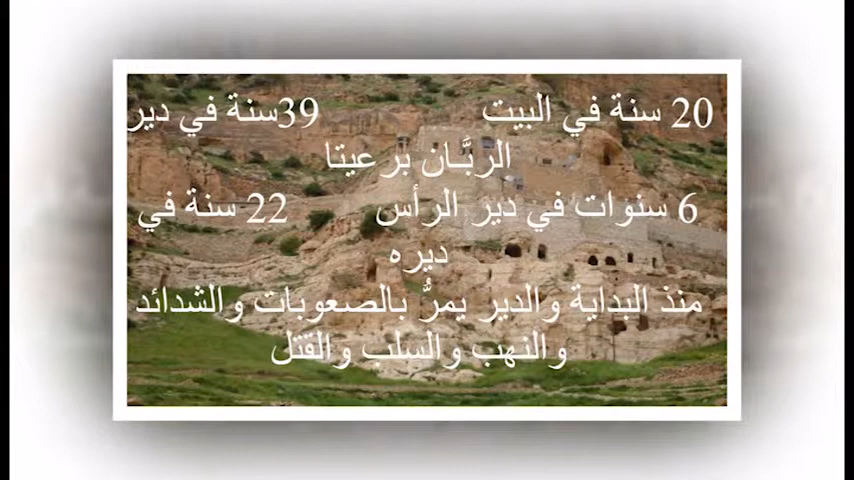 20 سنة في البيت 39سنة في دير
الربَّـان برعيتا
6 سنوات في دير الرأس 22 سنة في
ديره
منذ البداية والدير يمرُّ بالصعوبات والشدائد
والنهب والسلب والقتل